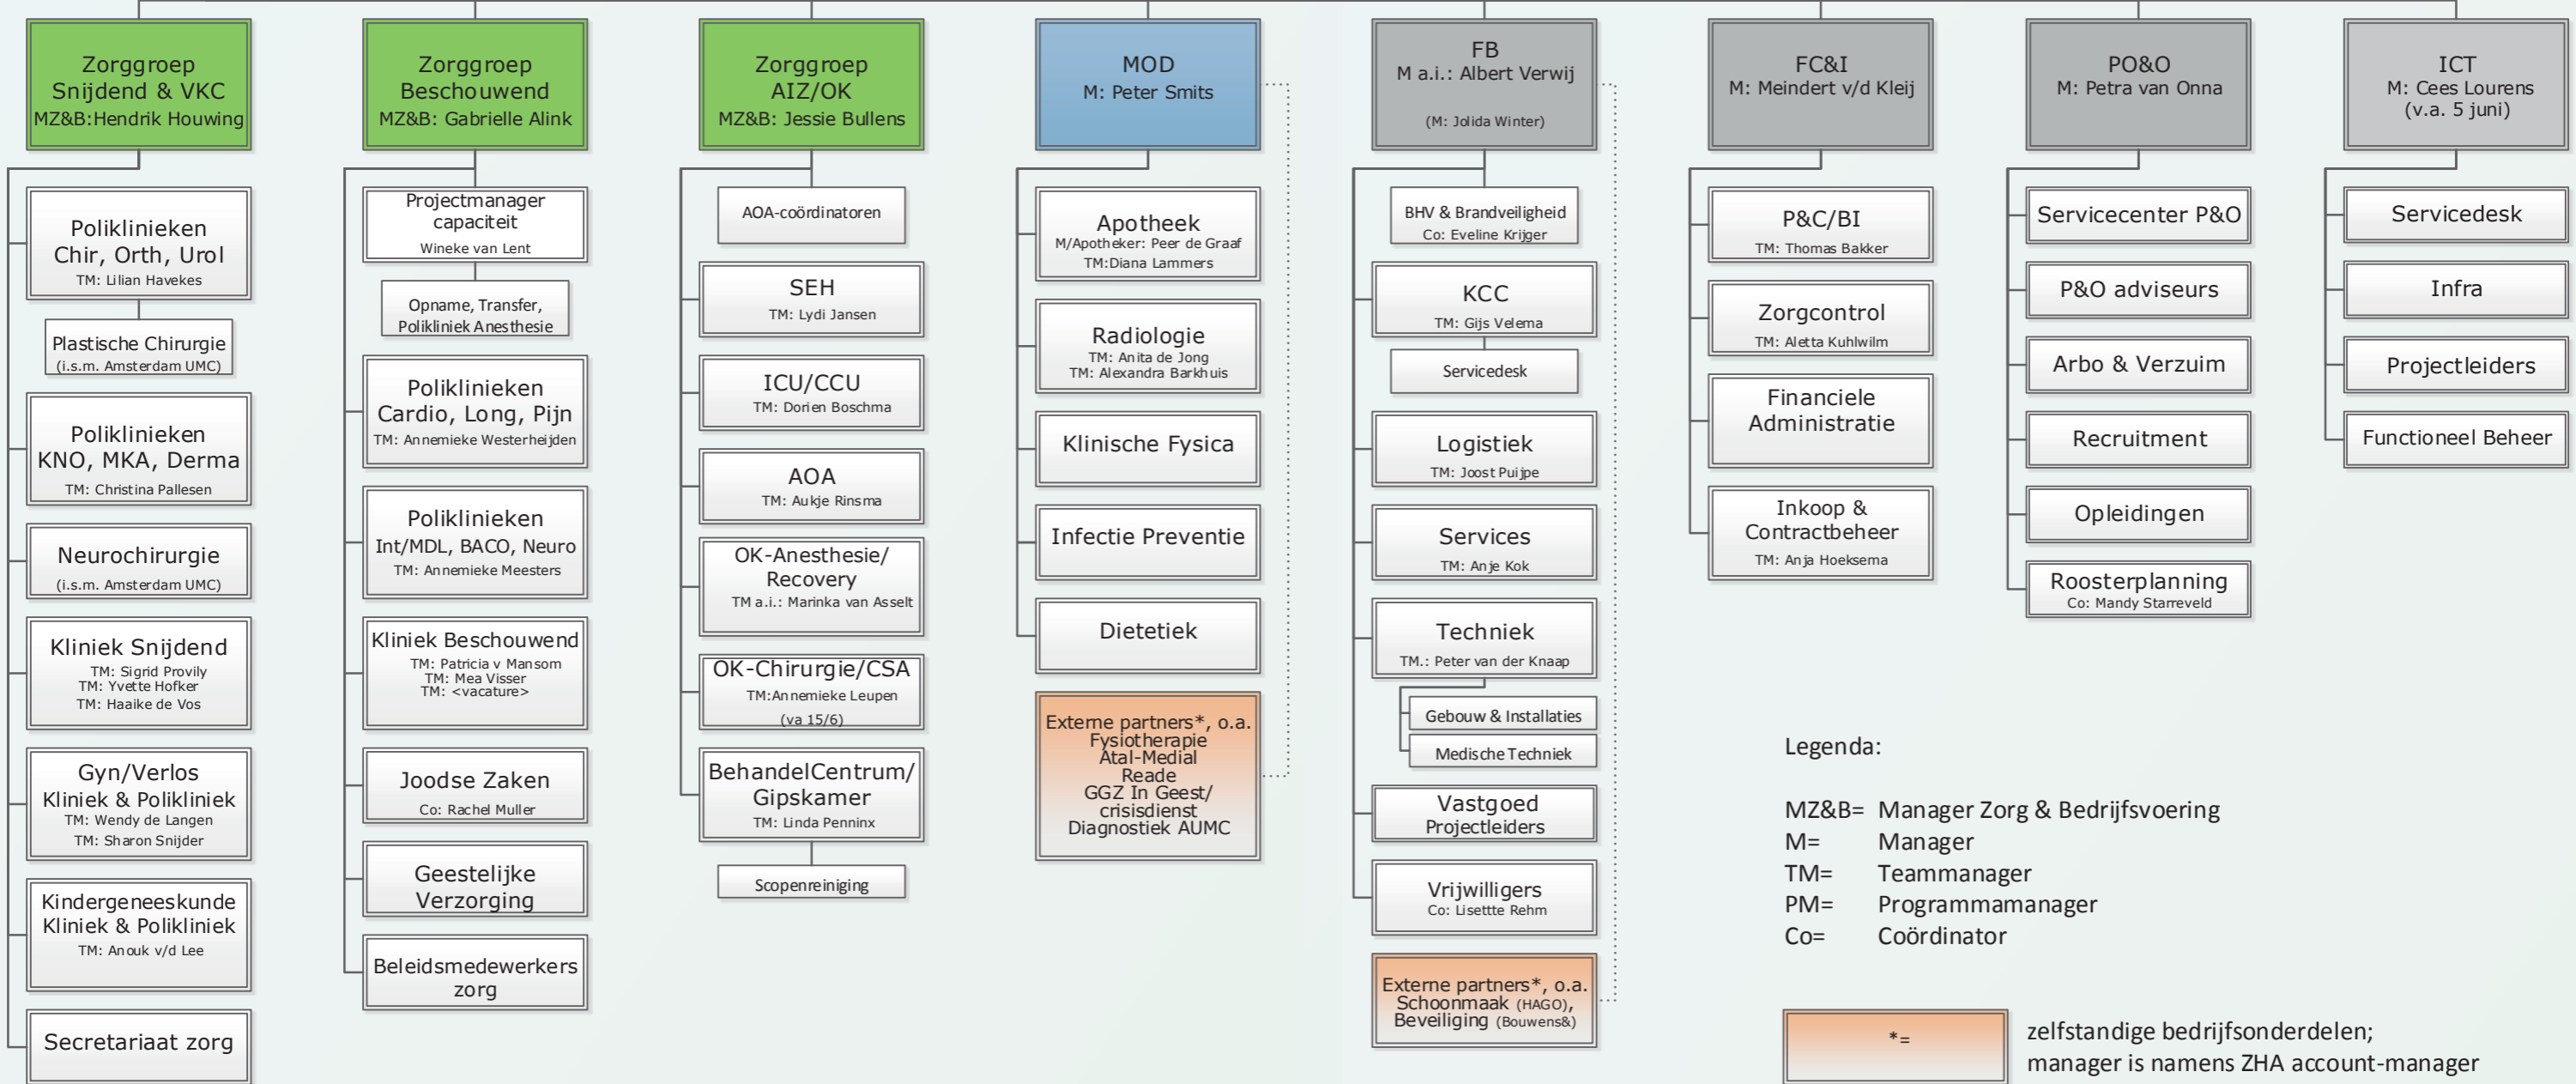 Zorggroep
Snijdend & VKC
MZ&B:Hendrik Houwing
Poliklinieken
Chir, Orth, Urol
TM: Lilian Havekes
Plastische Chirurgie
(i.s.m. Amsterdam UMC)
Poliklinieken
KNO, MKA, Derma
TM: Christina Pallesen
Neurochirurgie
(i.s.m. Amsterdam UMC)
Kliniek Snijdend
TM: Sigrid Provily
TM: Yvette Hofker
TM: Haaike de Vos
Gyn/Verlos
Kliniek & Polikliniek
TM: Wendy de Langen
TM: Sharon Snijder
Kindergeneeskunde
Kliniek & Polikliniek
TM: Anouk v/d Lee
Secretariaat zorg
Zorggroep
Beschouwend
MZ&B: Gabrielle Alink
Projectmanager
capaciteit
Wineke van Lent
Opname, Transfer,
Polikliniek Anesthesie
Poliklinieken
Cardio, Long, Pijn
TM: Annemieke Westerheijden
Poliklinieken
Int/MDL, BACO, Neuro
TM: Annemieke Meesters
Kliniek Beschouwend
TM: Patricia v Mansom
TM: Mea Visser
TM: <vacature>
Joodse Zaken
Co: Rachel Muller
Geestelijke
Verzorging
Beleidsmedewerkers
zorg
Zorggroep
AIZ/OK
MZ&B: Jessie Bullens
AOA-coördinatoren
SEH
TM: Lydi Jansen
ICU/CCU
TM: Dorien Boschma
AOA
TM: Aukje Rinsma
OK-Anesthesie/
Recovery
TM a.i.: Marinka van Asselt
OK-Chirurgie/CSA
TM:Annemieke Leupen
(va 15/6)
BehandelCentrum/
Gipskamer
TM: Linda Penninx
Scopenreiniging
MOD
M: Peter Smits
Apotheek
M/Apotheker: Peer de Graaf
TM:Diana Lammers
Radiologie
TM: Anita de Jong
TM: Alexandra Barkhuis
Klinische Fysica
Infectie Preventie
Dietetiek
Externe partners*, o.a.
Fysiotherapie
Atal-Medial
Reade
GGZ In Geest/
crisisdienst
Diagnostiek AUMC
FB
M a.i.: Albert Verwij
(M: Jolida Winter)
BHV & Brandveiligheid
Co: Eveline Krijger
KCC
TM: Gijs Velema
Servicedesk
Logistiek
TM: Joost Puijpe
Services
TM: Anje Kok
Techniek
TM.: Peter van der Knaap
Gebouw & Installaties
Medische Techniek
Vastgoed
Projectleiders
Vrijwilligers
Co: Lisettte Rehm
Externe partners*, o.a.
Schoonmaak (HAGO),
Beveiliging (Bouwens&)
FC&I
M: Meindert v/d Kleij
P&C/BI
TM: Thomas Bakker
Zorgcontrol
TM: Aletta Kuhlwilm
Financiele
Administratie
Inkoop &
Contractbeheer
TM: Anja Hoeksema
PO&O
M: Petra van Onna
Servicecenter P&O
P&O adviseurs
Arbo & Verzuim
Recruitment
Opleidingen
Roosterplanning
Co: Mandy Starreveld
ICT
M: Cees Lourens
(v.a. 5 juni)
Servicedesk
Infra
Projectleiders
Functioneel Beheer
Legenda:
MZ&B= Manager Zorg & Bedrijfsvoering
M= Manager
TM= Teammanager
PM= Programmamanager
Co= Coördinator
*= zelfstandige bedrijfsonderdelen;
manager is namens ZHA account-manager